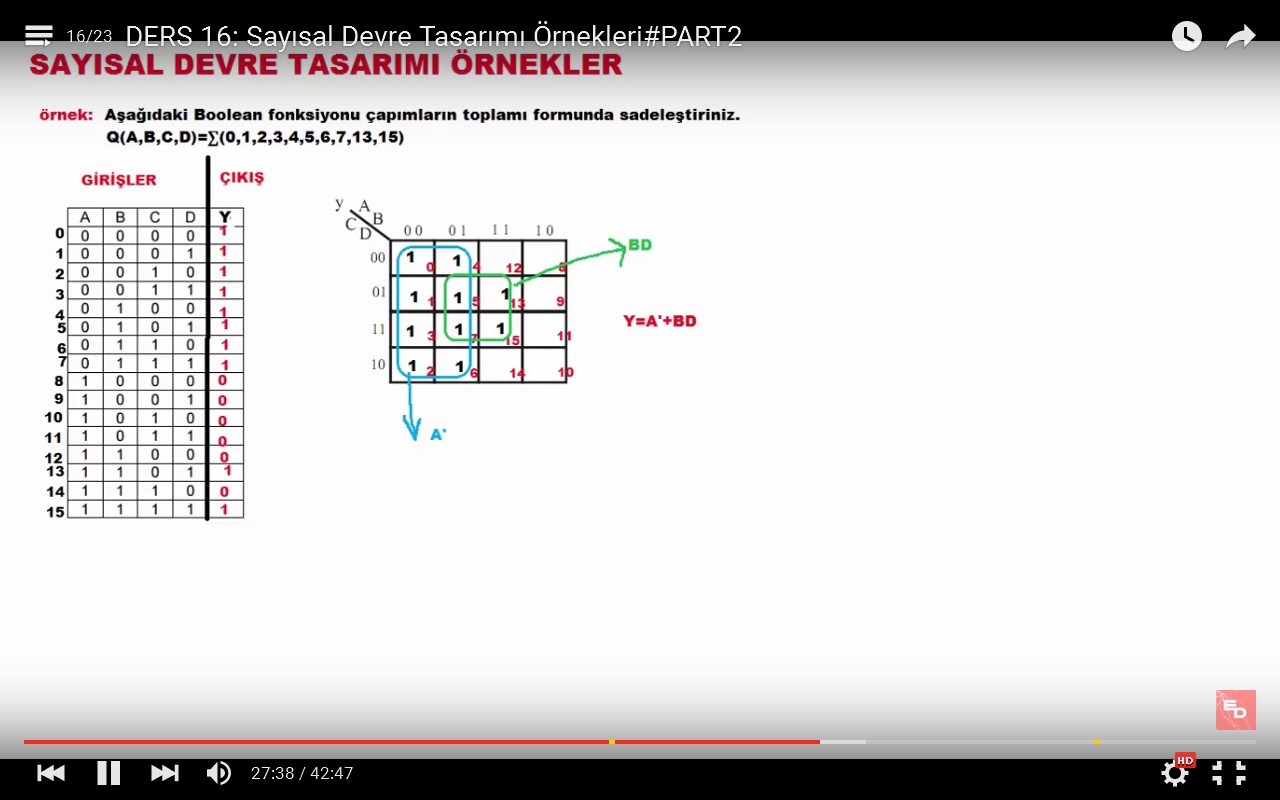 16/23 DERS 16: Sayısal Devre Tasarımı Örnekleri#PART2
SAYISAL DEVRE TASARIMI ÖRNEKLER
örnek: Aşağıdaki Boolean fonksiyonu çapımların toplamı formunda sadeleştiriniz.
Q(A,B,C,D)=∑(0,1,2,3,4,5,6,7,13,15)
GİRİŞLER ÇIKIŞ
A B C D Y
0 0 0 0 0 1
1 0 0 0 1 1
2 0 0 1 0 1
3 0 0 1 1 1
4 0 1 0 0 1
5 0 1 0 1 1
6 0 1 1 0 1
7 0 1 1 1 1
8 1 0 0 0 0
9 1 0 0 1 0
10 1 0 1 0 0
11 1 0 1 1 0
12 1 1 0 0 0
13 1 1 0 1 1
14 1 1 1 0 0
15 1 1 1 1 1
y A B
C D
00 01 11 10
00 1 0 1 4 12 8
01 1 1 1 5 1 13 9
11 1 3 1 7 1 15 11
10 1 2 1 6 14 10
BD
Y=A'+BD
A'
ED
27:38 / 42:47
HD